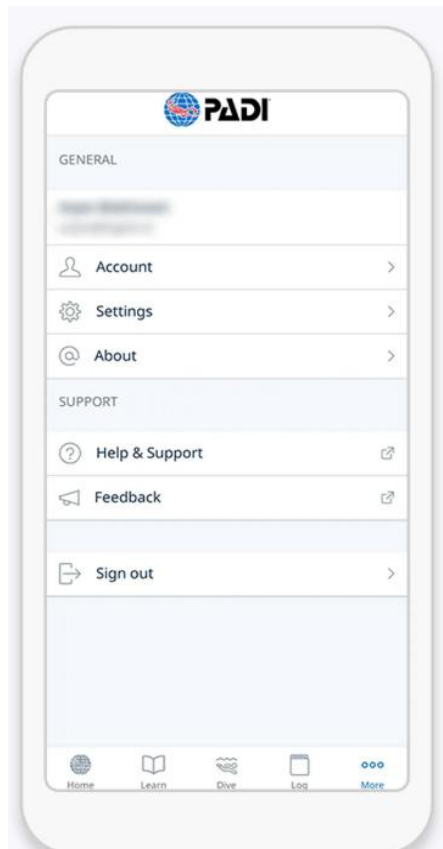 PADI
GENERAL
Account
Settings
About
SUPPORT
Help & Support
Feedback
Sign out
Home Learn Dive Log More